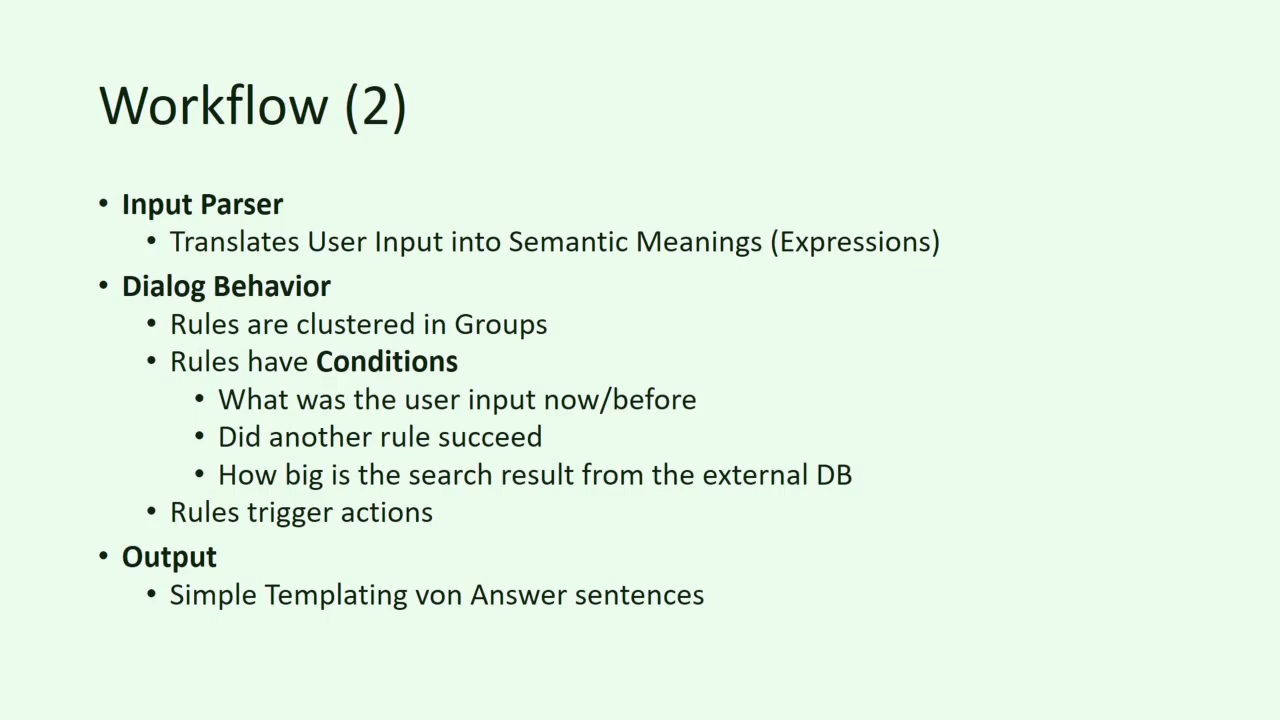 Workflow (2)
• Input Parser
• Translates User Input into Semantic Meanings (Expressions)
• Dialog Behavior
• Rules are clustered in Groups
• Rules have Conditions
• What was the user input now/before
• Did another rule succeed
• How big is the search result from the external DB
• Rules trigger actions
• Output
• Simple Templating von Answer sentences